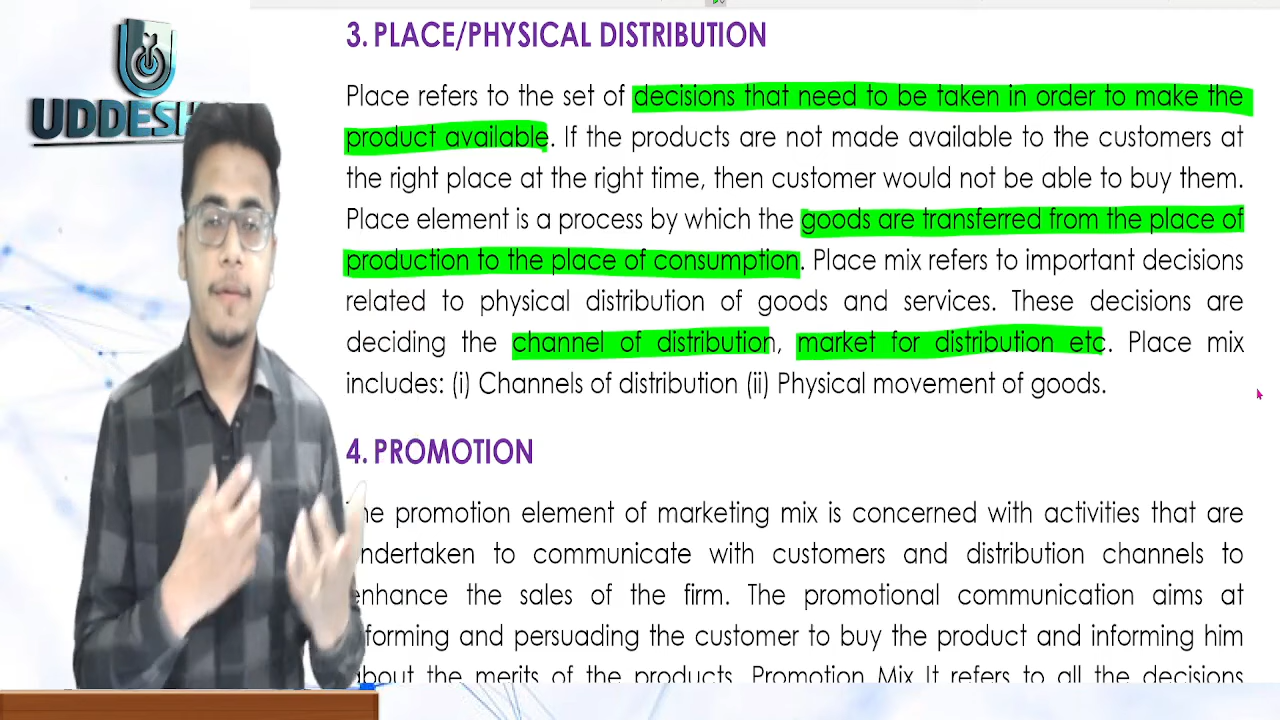 UDDESH
3. PLACE/PHYSICAL DISTRIBUTION
Place refers to the set of decisions that need to be taken in order to make the
product available. If the products are not made available to the customers at
the right place at the right time, then customer would not be able to buy them.
Place element is a process by which the goods are transferred from the place of
production to the place of consumption. Place mix refers to important decisions
related to physical distribution of goods and services. These decisions are
deciding the channel of distribution, market for distribution etc. Place mix
includes: (i) Channels of distribution (ii) Physical movement of goods.
4. PROMOTION
The promotion element of marketing mix is concerned with activities that are
undertaken to communicate with customers and distribution channels to
enhance the sales of the firm. The promotional communication aims at
informing and persuading the customer to buy the product and informing him
about the merits of the products. Promotion Mix It refers to all the decisions